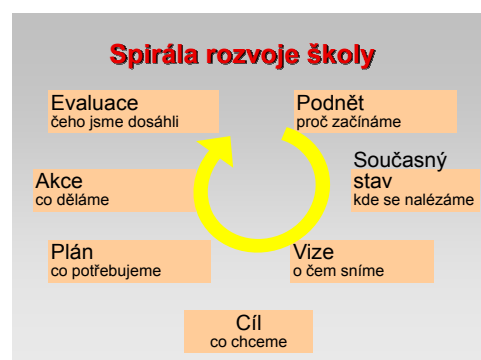 Spirála rozvoje školy
Evaluace
čeho jsme dosáhli
Podnět
proč začínáme
Akce
co děláme
Současný
stav
kde se nalézáme
Plán
co potřebujeme
Vize
o čem sníme
Cíl
co chceme